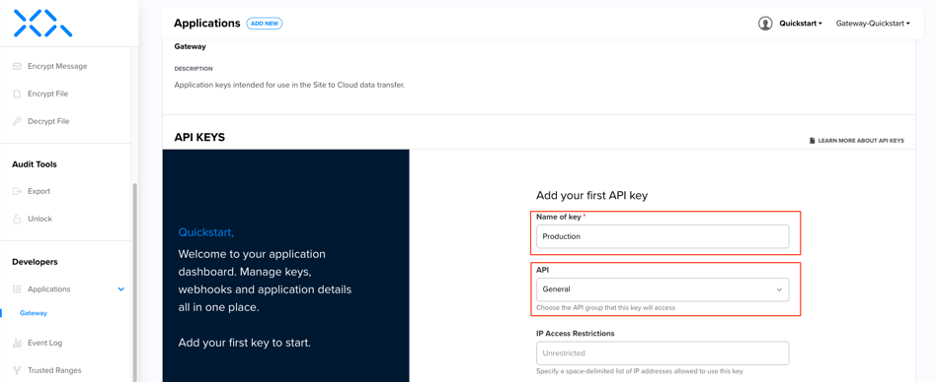 Applications ADD NEW
Quickstart
Gateway-Quickstart
Encrypt Message
Encrypt File
Decrypt File
Audit Tools
Export
Unlock
Developers
Applications
Gateway
Event Log
Trusted Ranges
Gateway
DESCRIPTION
Application keys intended for use in the Site to Cloud data transfer.
API KEYS
LEARN MORE ABOUT API KEYS
Quickstart,
Welcome to your application
dashboard. Manage keys,
webhooks and application details
all in one place.
Add your first key to start.
Add your first API key
Name of key *
Production
API
General
Choose the API group that this key will access
IP Access Restrictions
Unrestricted
Specify a space-delimited list of IP addresses allowed to use this key